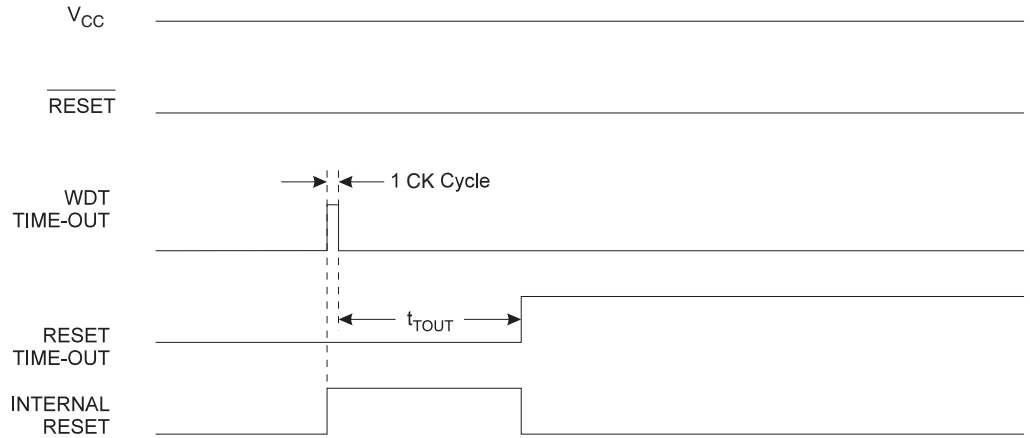 VCC
RESET
1 CK Cycle
WDT
TIME-OUT
tTOUT
RESET
TIME-OUT
INTERNAL
RESET